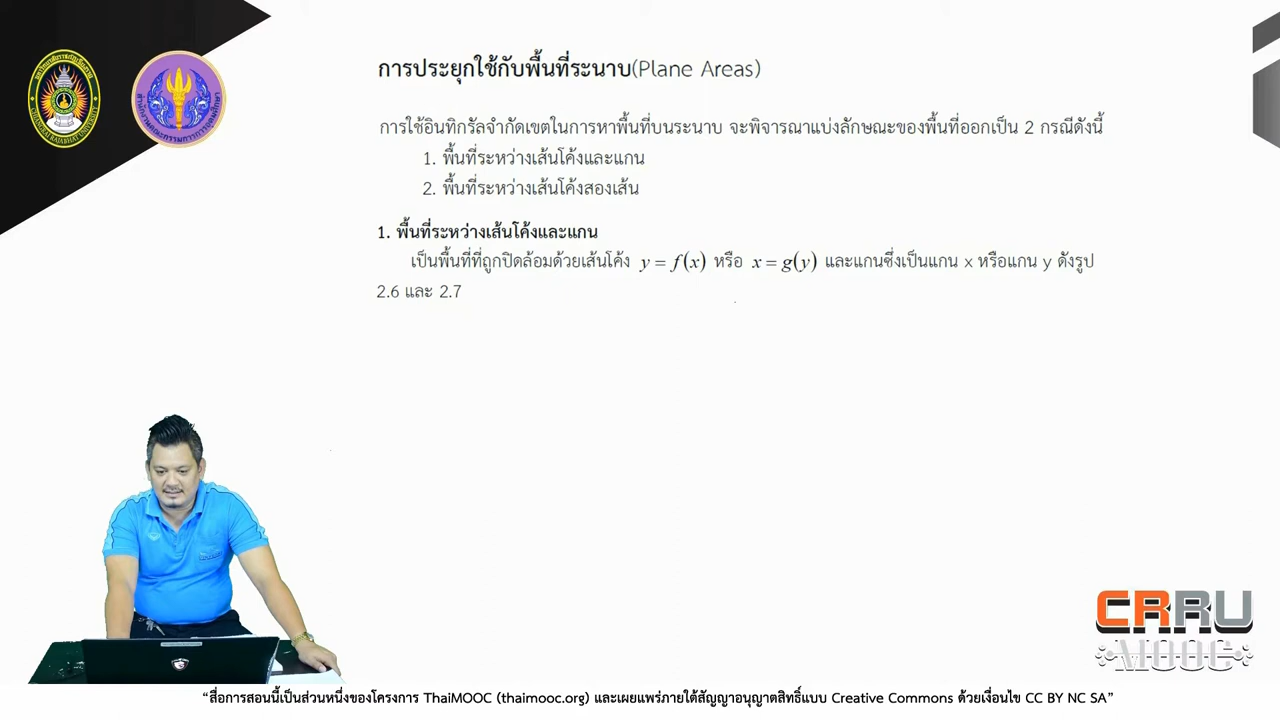 การประยุกใช้กับพื้นที่ระนาบ(Plane Areas)
การใช้อินทิกรัลจำกัดเขตในการหาพื้นที่บนระนาบ จะพิจารณาแบ่งลักษณะของพื้นที่ออกเป็น 2 กรณีดังนี้
1. พื้นที่ระหว่างเส้นโค้งและแกน
2. พื้นที่ระหว่างเส้นโค้งสองเส้น
1. พื้นที่ระหว่างเส้นโค้งและแกน
เป็นพื้นที่ที่ถูกปิดล้อมด้วยเส้นโค้ง y = f(x) หรือ x = g(y) และแกนซึ่งเป็นแกน x หรือแกน y ดังรูป
2.6 และ 2.7
CRRU
MOOC
“สื่อการสอนนี้เป็นส่วนหนึ่งของโครงการ ThaiMOOC (thaimooc.org) และเผยแพร่ภายใต้สัญญาอนุญาตสิทธิ์แบบ Creative Commons ด้วยเงื่อนไข CC BY NC SA”